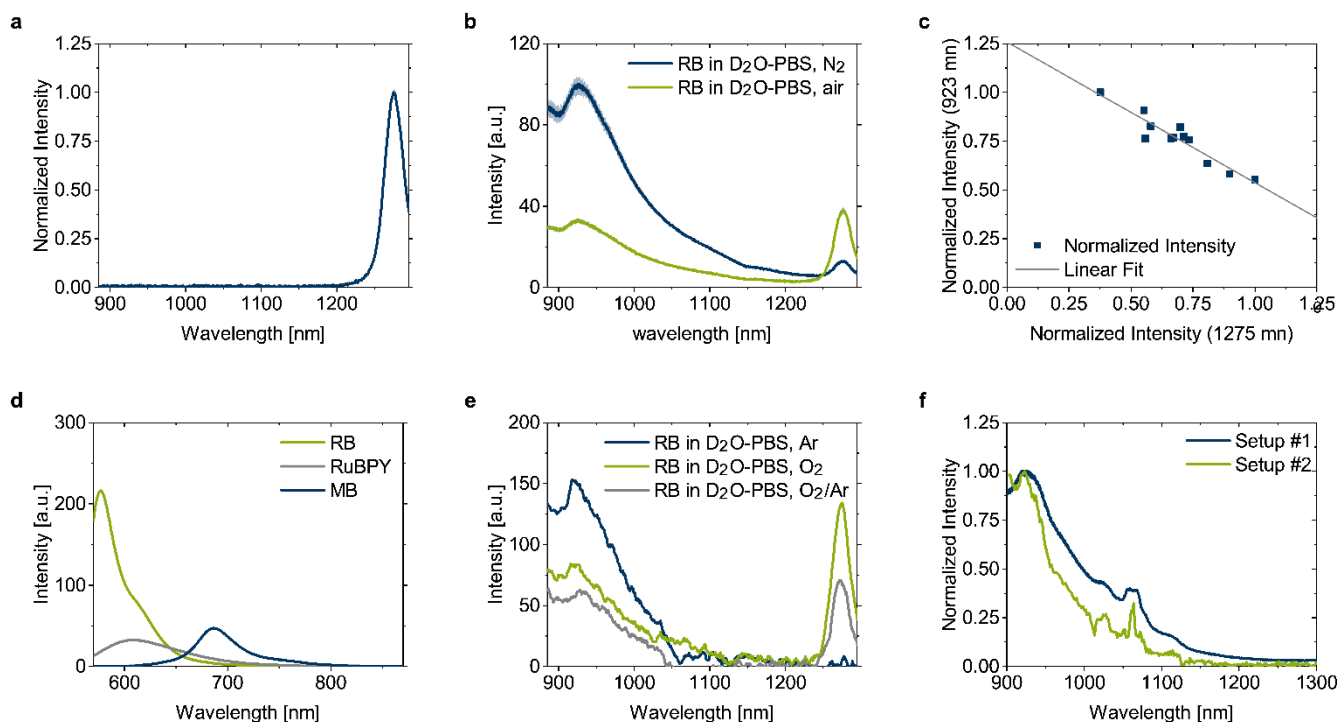 a
1.25
1.00
0.75
0.50
0.25
0.00
Normalized Intensity
900 1000 1100 1200
Wavelength [nm]
b
120
80
40
0
Intensity [a.u.]
RB in D2O-PBS, N2
RB in D2O-PBS, air
900 1000 1100 1200
wavelength [nm]
c
1.25
1.00
0.75
0.50
0.25
0.00
Normalized Intensity (923 mn)
Normalized Intensity
Linear Fit
0.00 0.25 0.50 0.75 1.00 1.25
Normalized Intensity (1275 mn)
d
300
200
100
0
Intensity [a.u.]
RB
RuBPY
MB
600 700 800
Wavelength [nm]
e
200
150
100
50
0
Intensity [a.u.]
RB in D2O-PBS, Ar
RB in D2O-PBS, O2
RB in D2O-PBS, O2/Ar
900 1000 1100 1200
Wavelength [nm]
f
1.25
1.00
0.75
0.50
0.25
0.00
Normalized Intensity
Setup #1
Setup #2
900 1000 1100 1200 1300
Wavelength [nm]